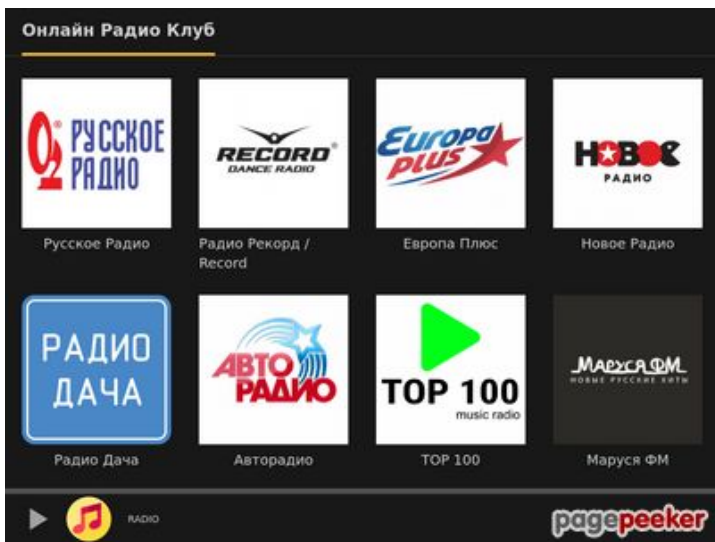 Онлайн Радио Клуб
РУССКОЕ
РАДИО
RECORD®
DANCE RADIO
Europa
PLUS
НОВОЕ
РАДИО
Русское Радио
Радио Рекорд /
Record
Европа Плюс
Новое Радио
РАДИО
ДАЧА
АВТО
РАДИО
TOP 100
music radio
МАРУСЯ ФМ
НОВЫЕ РУССКИЕ ХИТЫ
Радио Дача
Авторадио
TOP 100
Маруся ФМ
RADIO
pagepeeker